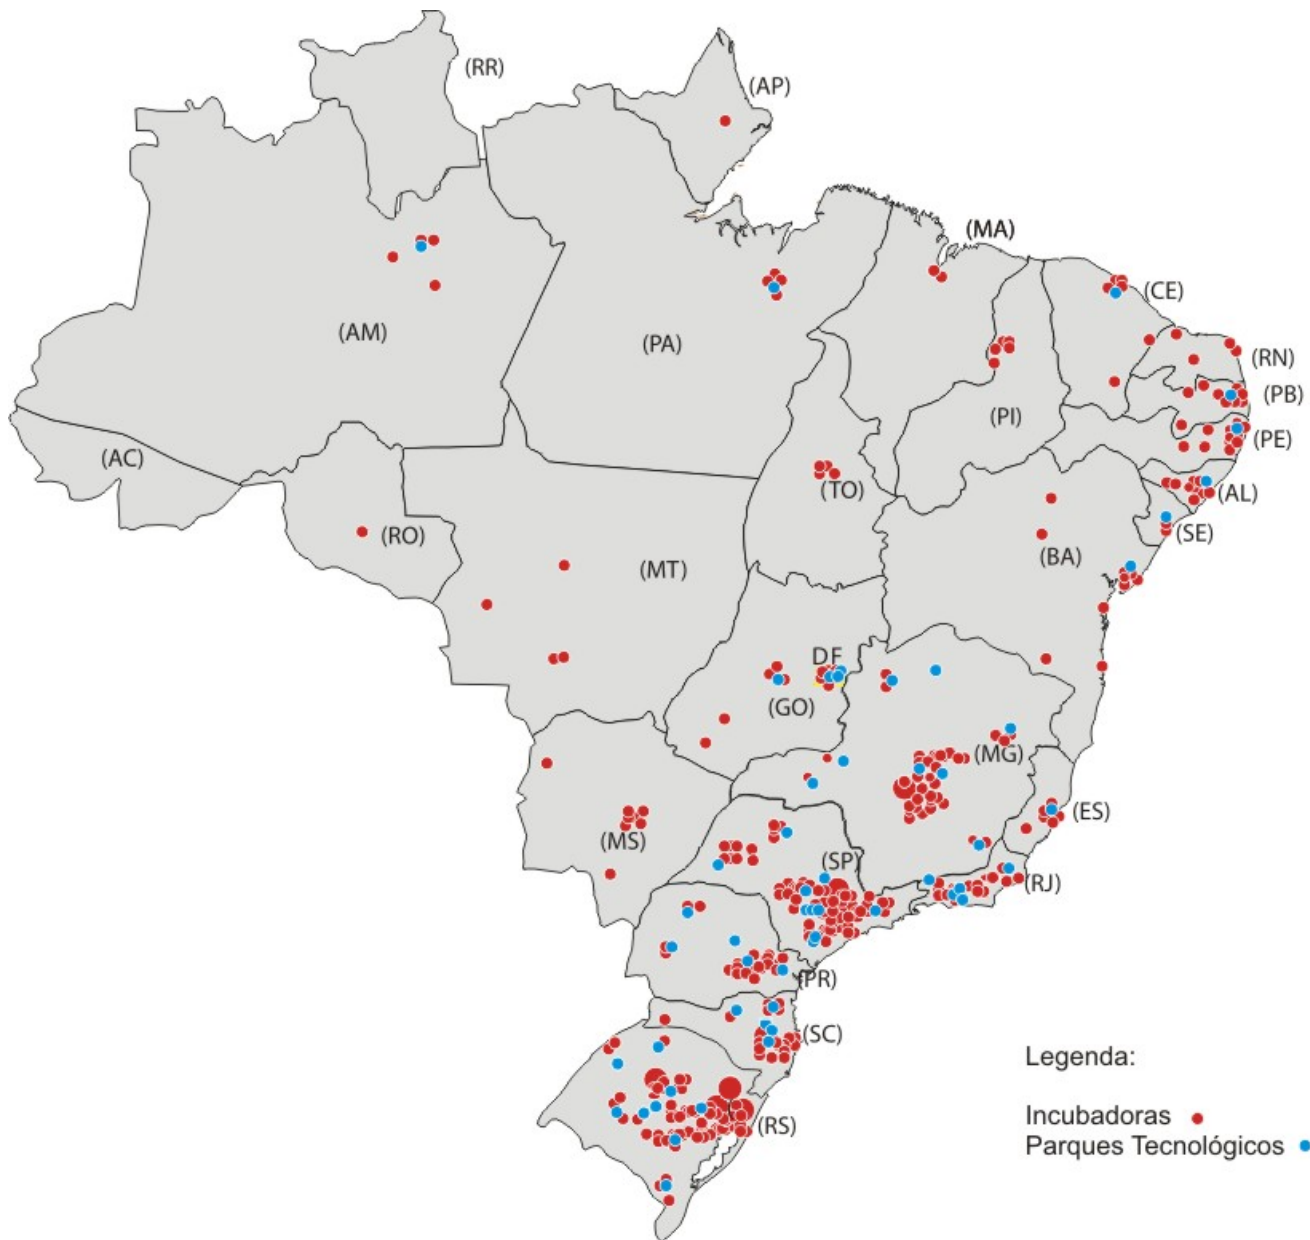 (RR)
(AP)
(MA)
(CE)
(AM)
(PA)
(RN)
(PB)
(PI)
(PE)
(AC)
(TO)
(AL)
(RO)
(SE)
(BA)
(MT)
DF
(GO)
(MG)
(ES)
(MS)
(SP)
(RJ)
(PR)
(SC)
(RS)
Legenda:
Incubadoras
Parques Tecnológicos